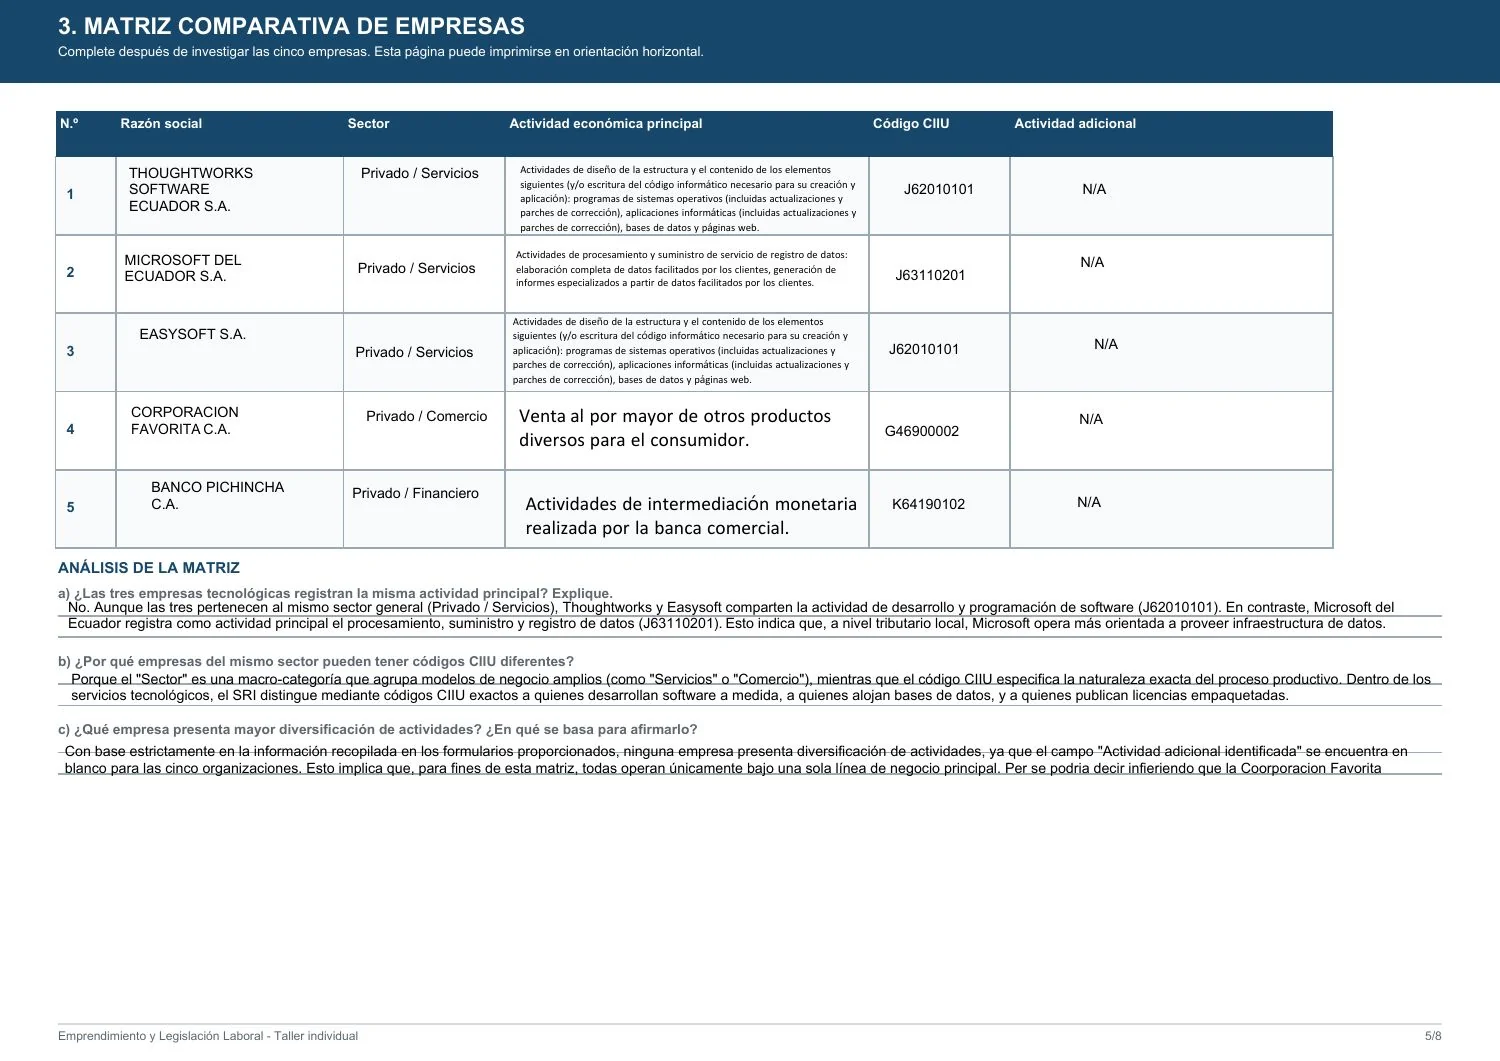 3. MATRIZ COMPARATIVA DE EMPRESAS
Complete después de investigar las cinco empresas. Esta página puede imprimirse en orientación horizontal.
N.º Razón social Sector Actividad económica principal Código CIIU Actividad adicional
1
THOUGHTWORKS
SOFTWARE
ECUADOR S.A.
Privado / Servicios
Actividades de diseño de la estructura y el contenido de los elementos
siguientes (y/o escritura del código informático necesario para su creación y
aplicación): programas de sistemas operativos (incluidas actualizaciones y
parches de corrección), aplicaciones informáticas (incluidas actualizaciones y
parches de corrección), bases de datos y páginas web.
J62010101
N/A
2
MICROSOFT DEL
ECUADOR S.A.
Privado / Servicios
Actividades de procesamiento y suministro de servicio de registro de datos:
elaboración completa de datos facilitados por los clientes, generación de
informes especializados a partir de datos facilitados por los clientes.
J63110201
N/A
3
EASYSOFT S.A.
Privado / Servicios
Actividades de diseño de la estructura y el contenido de los elementos
siguientes (y/o escritura del código informático necesario para su creación y
aplicación): programas de sistemas operativos (incluidas actualizaciones y
parches de corrección), aplicaciones informáticas (incluidas actualizaciones y
parches de corrección), bases de datos y páginas web.
J62010101
N/A
4
CORPORACION
FAVORITA C.A.
Privado / Comercio
Venta al por mayor de otros productos
diversos para el consumidor.
G46900002
N/A
5
BANCO PICHINCHA
C.A.
Privado / Financiero
Actividades de intermediación monetaria
realizada por la banca comercial.
K64190102
N/A
ANÁLISIS DE LA MATRIZ
a) ¿Las tres empresas tecnológicas registran la misma actividad principal? Explique.
No. Aunque las tres pertenecen al mismo sector general (Privado / Servicios), Thoughtworks y Easysoft comparten la actividad de desarrollo y programación de software (J62010101). En contraste, Microsoft del
Ecuador registra como actividad principal el procesamiento, suministro y registro de datos (J63110201). Esto indica que, a nivel tributario local, Microsoft opera más orientada a proveer infraestructura de datos.
b) ¿Por qué empresas del mismo sector pueden tener códigos CIIU diferentes?
Porque el "Sector" es una macro-categoría que agrupa modelos de negocio amplios (como "Servicios" o "Comercio"), mientras que el código CIIU especifica la naturaleza exacta del proceso productivo. Dentro de los
servicios tecnológicos, el SRI distingue mediante códigos CIIU exactos a quienes desarrollan software a medida, a quienes alojan bases de datos, y a quienes publican licencias empaquetadas.
c) ¿Qué empresa presenta mayor diversificación de actividades? ¿En qué se basa para afirmarlo?
Con base estrictamente en la información recopilada en los formularios proporcionados, ninguna empresa presenta diversificación de actividades, ya que el campo "Actividad adicional identificada" se encuentra en
blanco para las cinco organizaciones. Esto implica que, para fines de esta matriz, todas operan únicamente bajo una sola línea de negocio principal. Per se podria decir infieriendo que la Coorporacion Favorita
Emprendimiento y Legislación Laboral - Taller individual
5/8